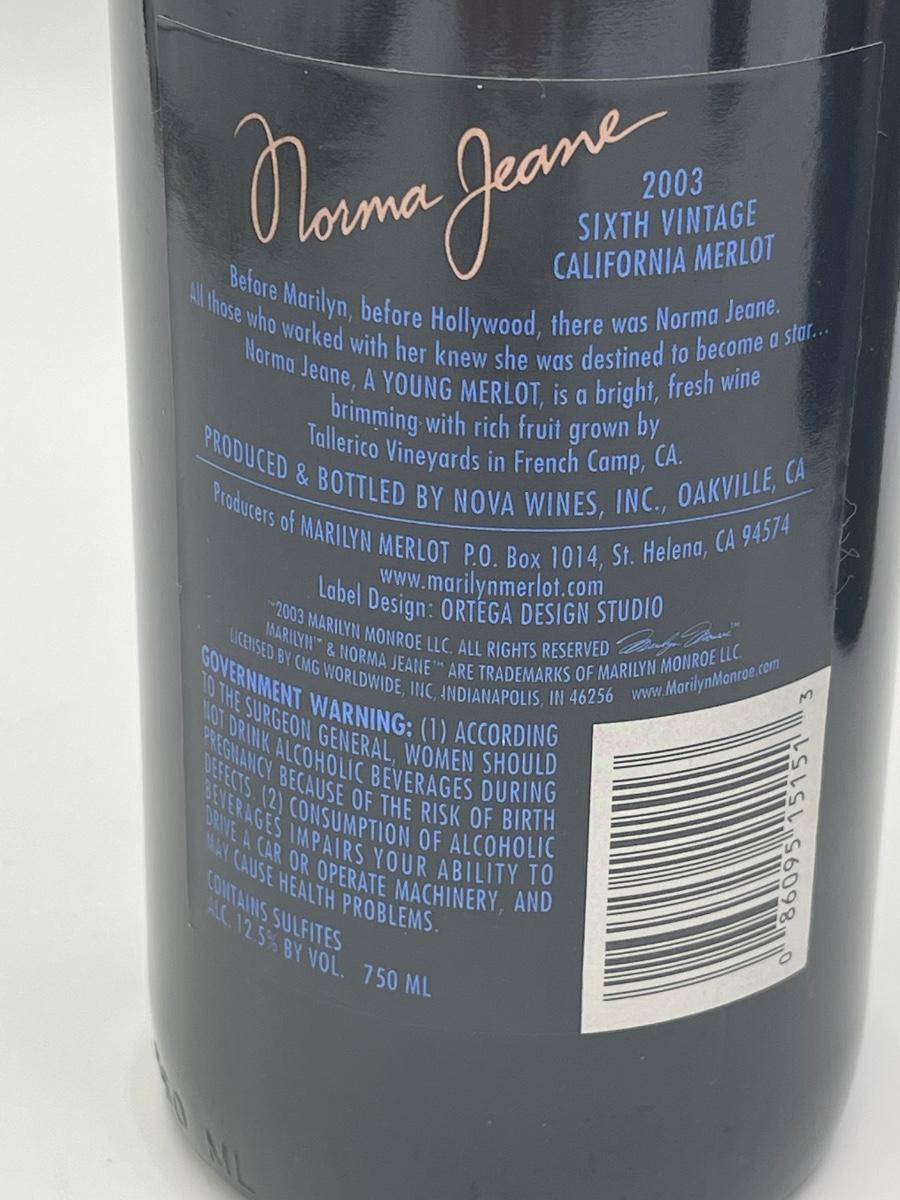 Norma Jeane
2003
SIXTH VINTAGE
CALIFORNIA MERLOT
Before Marilyn, before Hollywood, there was Norma Jeane.
All those who worked with her knew she was destined to become a star...
Norma Jeane, A YOUNG MERLOT, is a bright, fresh wine
brimming with rich fruit grown by
Tallerico Vineyards in French Camp, CA.
PRODUCED & BOTTLED BY NOVA WINES, INC., OAKVILLE, CA
Producers of MARILYN MERLOT P.O. Box 1014, St. Helena, CA 94574
www.marilynmerlot.com
Label Design: ORTEGA DESIGN STUDIO
™2003 MARILYN MONROE LLC. ALL RIGHTS RESERVED Marilyn Monroe™
MARILYN™ & NORMA JEANE™ ARE TRADEMARKS OF MARILYN MONROE LLC.
LICENSED BY CMG WORLDWIDE, INC, INDIANAPOLIS, IN 46256 www.MarilynMonroe.com
GOVERNMENT WARNING: (1) ACCORDING
TO THE SURGEON GENERAL, WOMEN SHOULD
NOT DRINK ALCOHOLIC BEVERAGES DURING
PREGNANCY BECAUSE OF THE RISK OF BIRTH
DEFECTS. (2) CONSUMPTION OF ALCOHOLIC
BEVERAGES IMPAIRS YOUR ABILITY TO
DRIVE A CAR OR OPERATE MACHINERY, AND
MAY CAUSE HEALTH PROBLEMS.
CONTAINS SULFITES
ALC. 12.5% BY VOL. 750 ML
0 86095 15151 3
ML